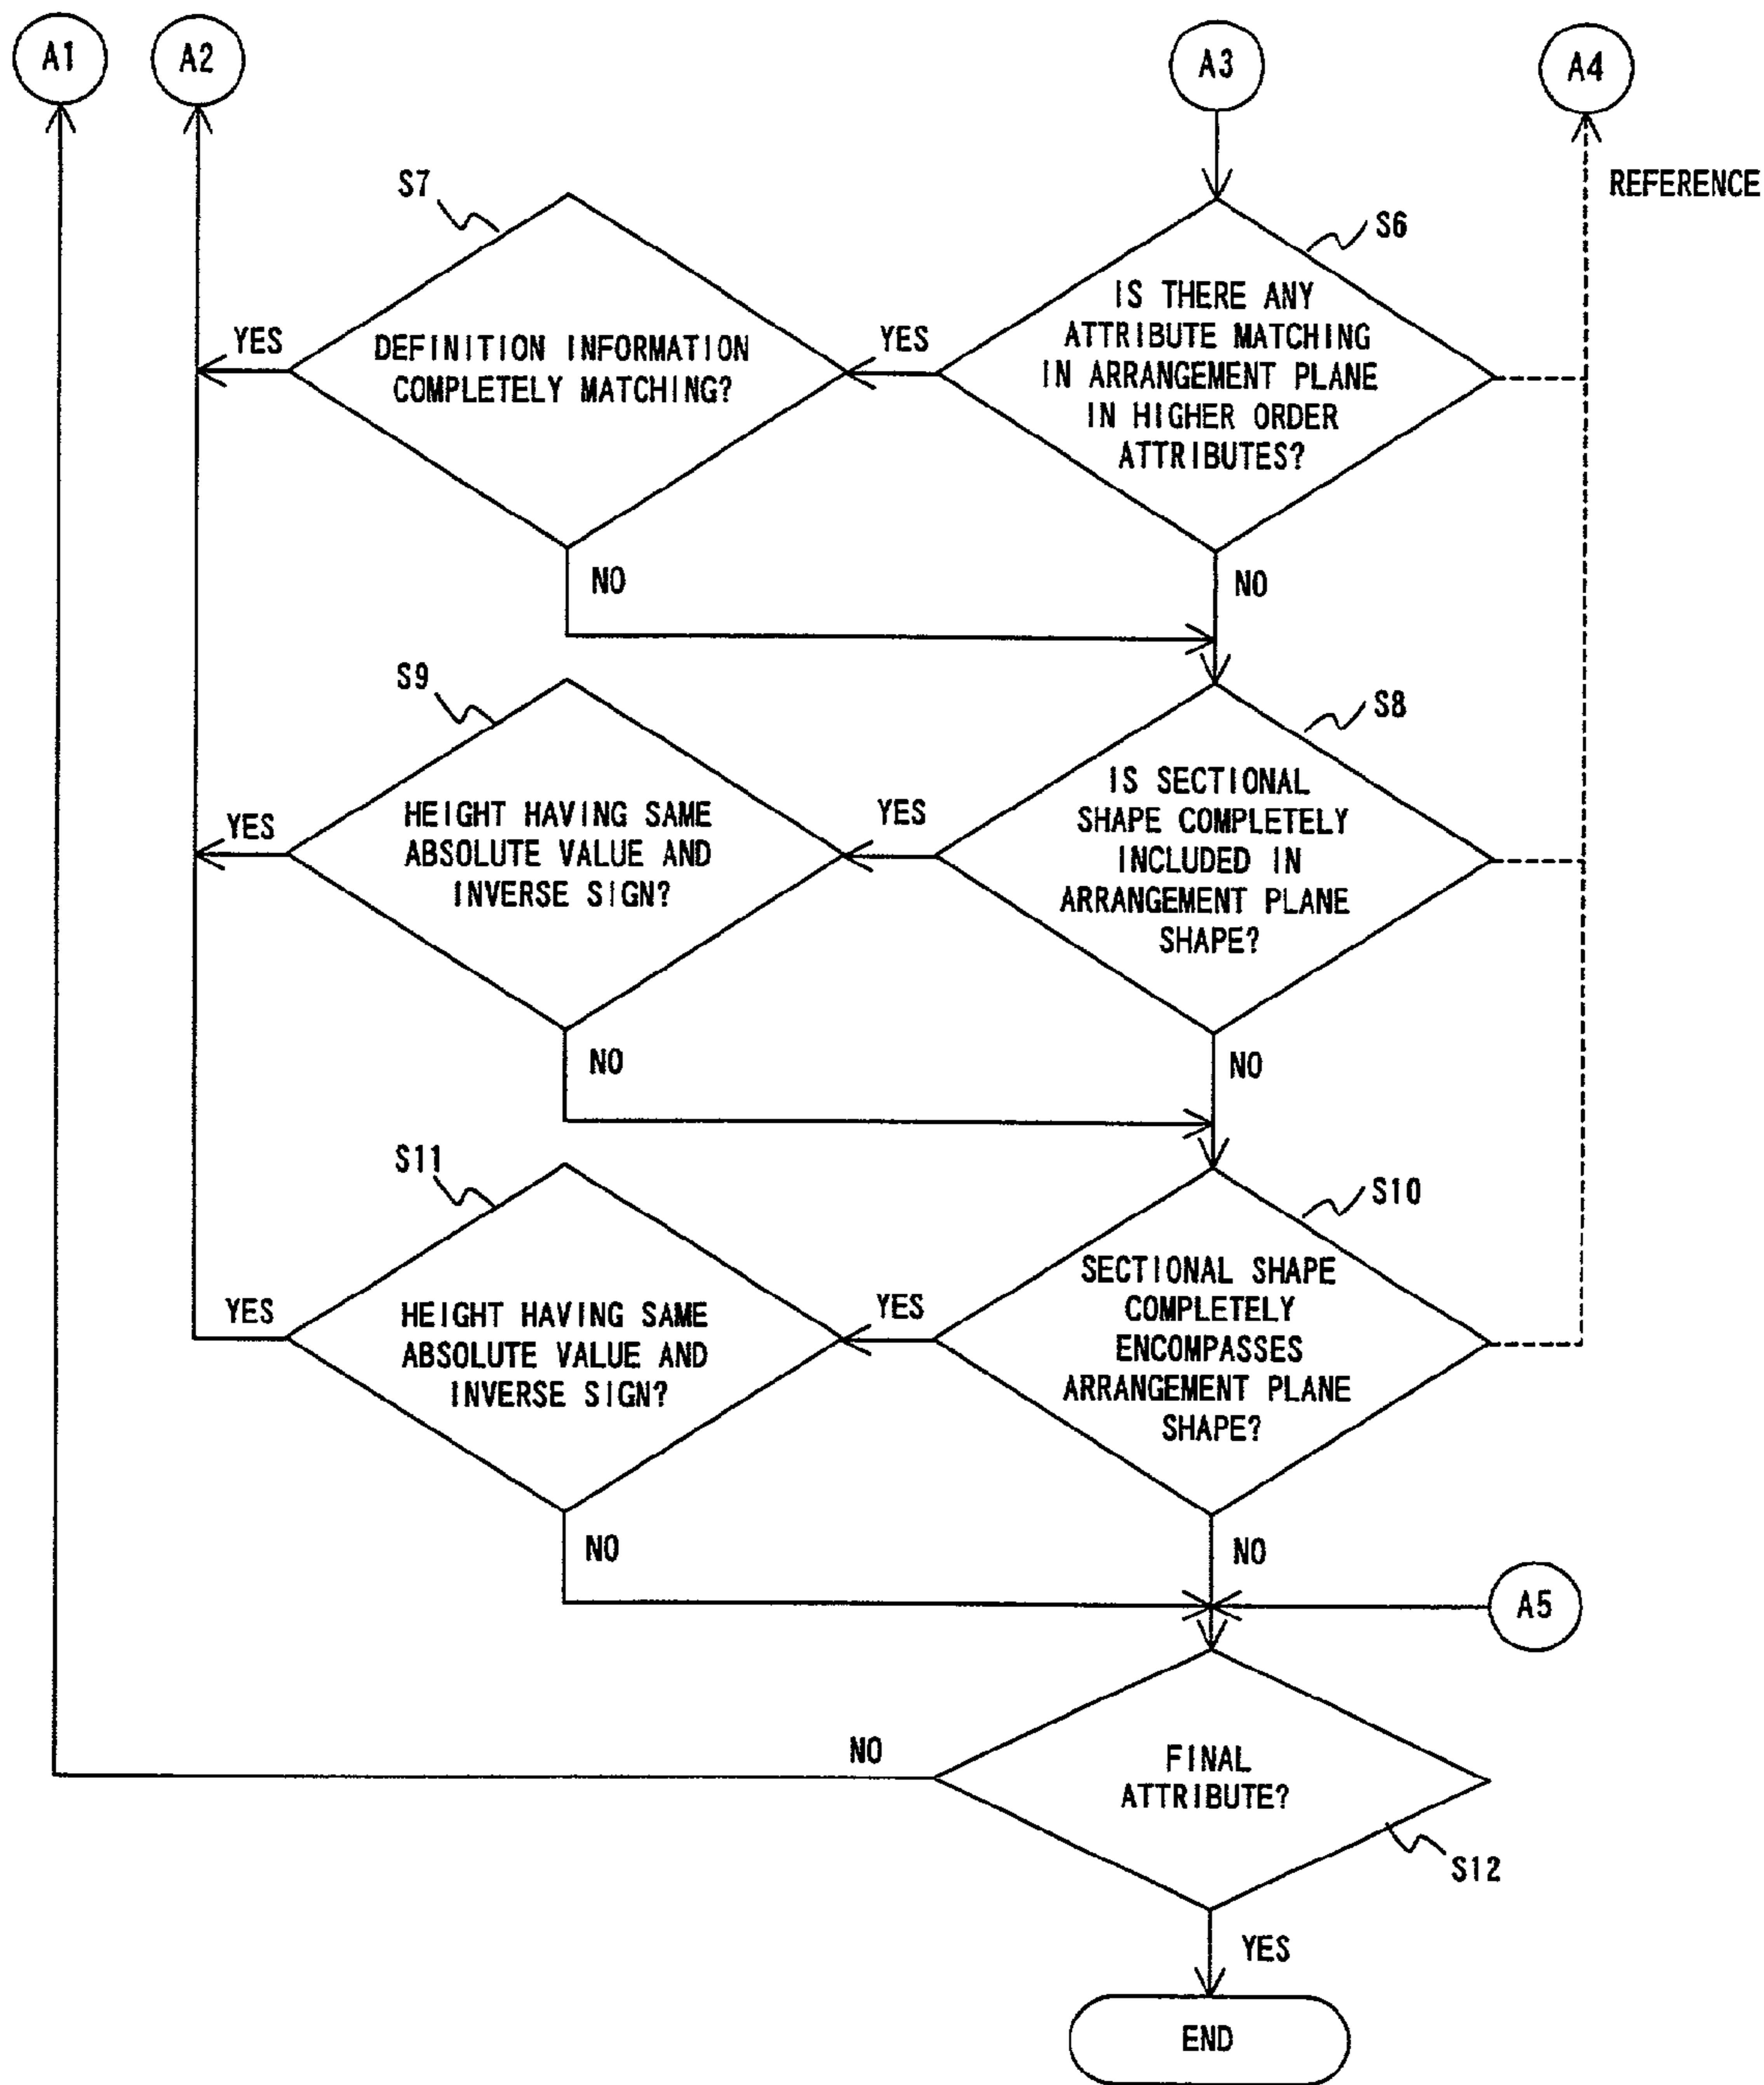 A1
A2
A3
A4
REFERENCE
S7
S6
DEFINITION INFORMATION
COMPLETELY MATCHING?
YES
YES
IS THERE ANY
ATTRIBUTE MATCHING
IN ARRANGEMENT PLANE
IN HIGHER ORDER
ATTRIBUTES?
NO
NO
S9
S8
HEIGHT HAVING SAME
ABSOLUTE VALUE AND
INVERSE SIGN?
YES
YES
IS SECTIONAL
SHAPE COMPLETELY
INCLUDED IN
ARRANGEMENT PLANE
SHAPE?
NO
NO
S11
S10
HEIGHT HAVING SAME
ABSOLUTE VALUE AND
INVERSE SIGN?
YES
YES
SECTIONAL SHAPE
COMPLETELY
ENCOMPASSES
ARRANGEMENT PLANE
SHAPE?
NO
NO
A5
NO
FINAL
ATTRIBUTE?
S12
YES
END